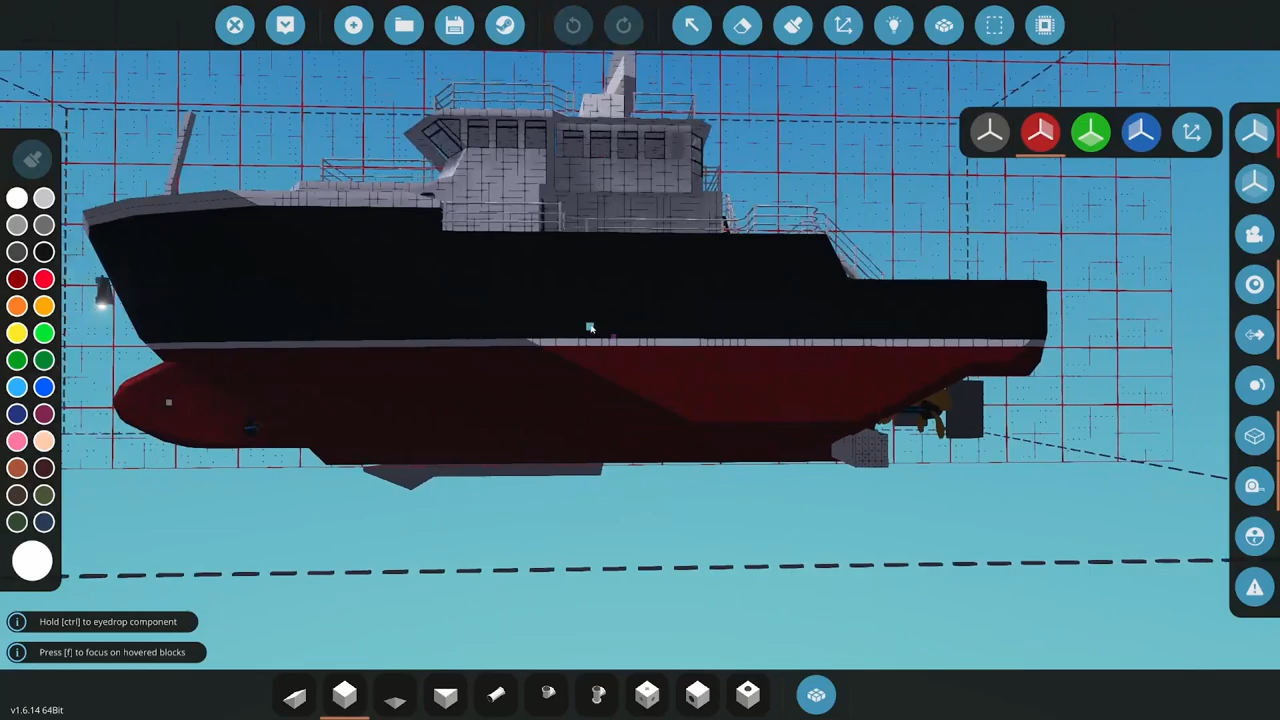 Hold [ctrl] to eyedrop component
Press [f] to focus on hovered blocks
v1.6.14 64Bit